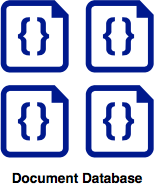 { } { }
{ } { }
Document Database